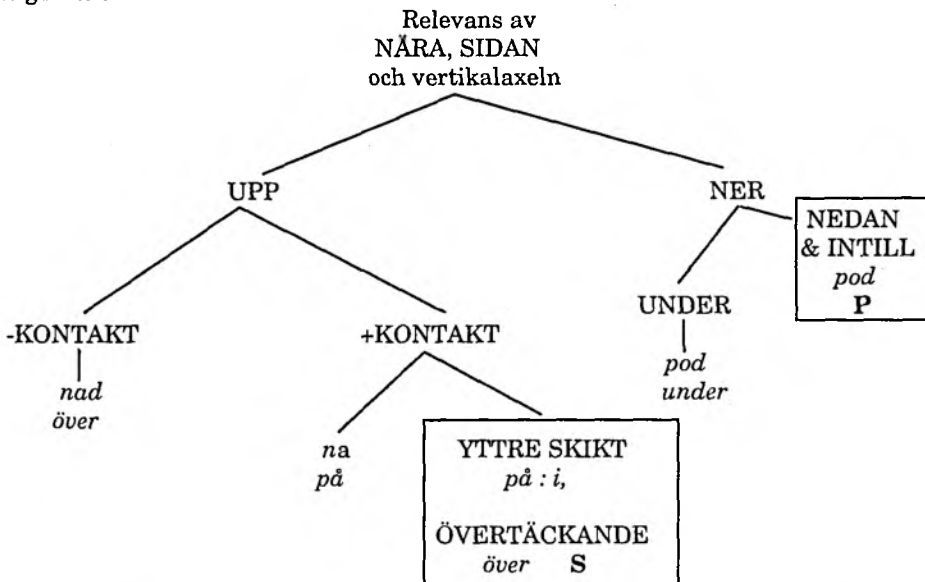 Relevans av
NÄRA, SIDAN
och vertikalaxeln
UPP
NER
NEDAN
& INTILL
pod
P
-KONTAKT
+KONTAKT
UNDER
nad
över
na
på
pod
under
YTTRE SKIKT
på : i,
ÖVERTÄCKANDE
över S